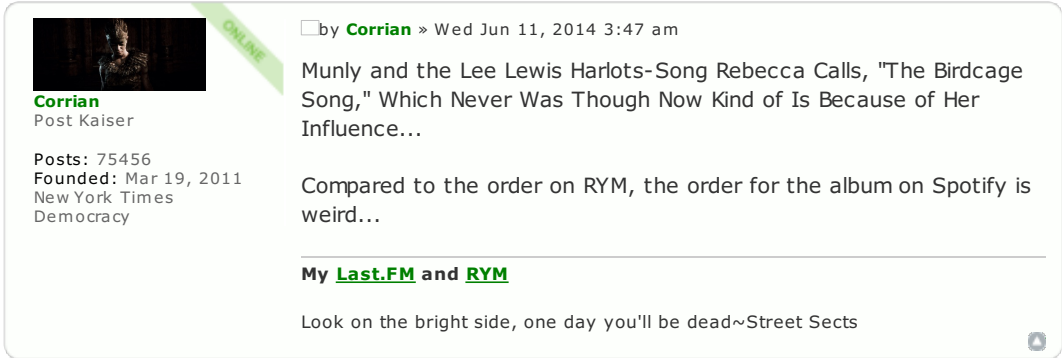 ONLINE
Corrian
Post Kaiser
Posts: 75456
Founded: Mar 19, 2011
New York Times
Democracy
by Corrian » Wed Jun 11, 2014 3:47 am
Munly and the Lee Lewis Harlots-Song Rebecca Calls, "The Birdcage
Song," Which Never Was Though Now Kind of Is Because of Her
Influence...
Compared to the order on RYM, the order for the album on Spotify is
weird...
My Last.FM and RYM
Look on the bright side, one day you'll be dead~Street Sects